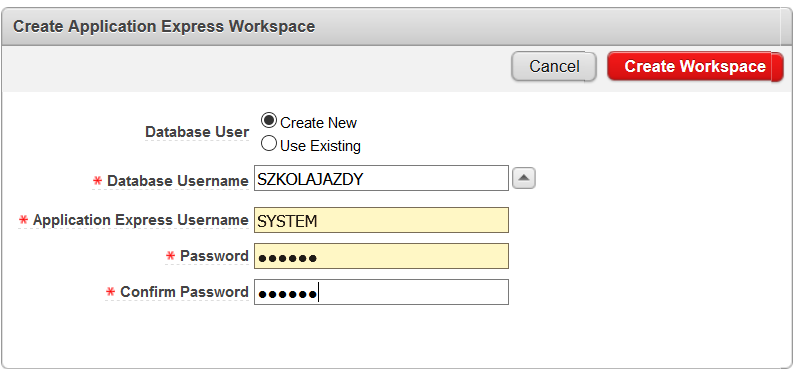 Create Application Express Workspace
Cancel Create Workspace
Database User
Create New
Use Existing
* Database Username SZKOLAJAZDY
* Application Express Username SYSTEM
* Password ●●●●●●
* Confirm Password ●●●●●●